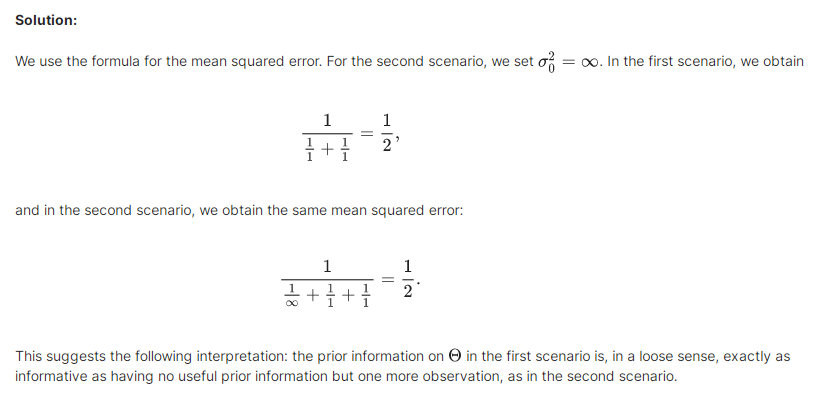 Solution:
We use the formula for the mean squared error. For the second scenario, we set $\sigma_0^2 = \infty$. In the first scenario, we obtain
$$\frac{1}{\frac{1}{1} + \frac{1}{1}} = \frac{1}{2},$$
and in the second scenario, we obtain the same mean squared error:
$$\frac{1}{\frac{1}{\infty} + \frac{1}{1} + \frac{1}{1}} = \frac{1}{2}.$$
This suggests the following interpretation: the prior information on $\Theta$ in the first scenario is, in a loose sense, exactly as
informative as having no useful prior information but one more observation, as in the second scenario.